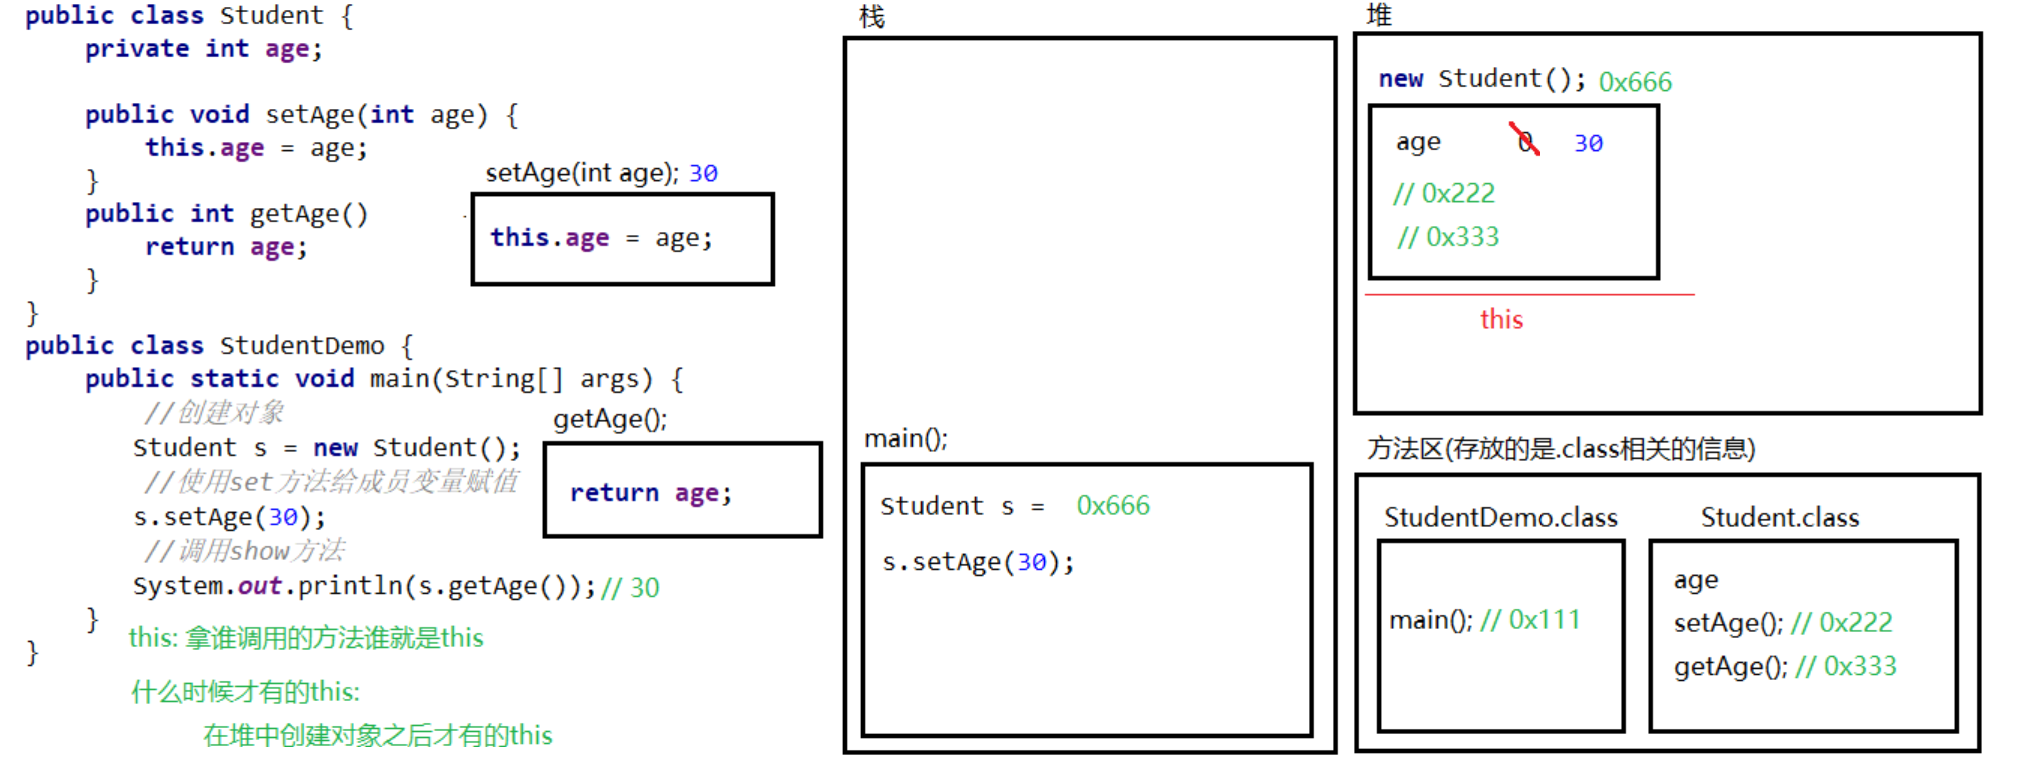 public class Student {
private int age;
public void setAge(int age) {
this.age = age;
}
public int getAge()
return age;
}
}
public class StudentDemo {
public static void main(String[] args) {
//创建对象
Student s = new Student();
//使用set方法给成员变量赋值
s.setAge(30);
//调用show方法
System.out.println(s.getAge());// 30
}
}
this: 拿谁调用的方法谁就是this
什么时候才有的this:
在堆中创建对象之后才有的this
setAge(int age); 30
this.age = age;
getAge();
return age;
栈
main();
Student s = 0x666
s.setAge(30);
堆
new Student(); 0x666
age 0 30
// 0x222
// 0x333
this
方法区(存放的是.class相关的信息)
StudentDemo.class
main(); // 0x111
Student.class
age
setAge(); // 0x222
getAge(); // 0x333